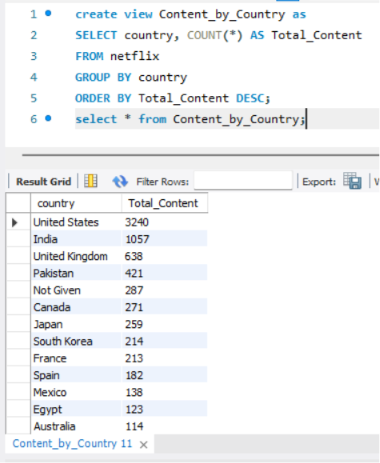 1 create view Content_by_Country as
2 SELECT country, COUNT(*) AS Total_Content
3 FROM netflix
4 GROUP BY country
5 ORDER BY Total_Content DESC;
6 select * from Content_by_Country;
Result Grid Filter Rows: Export:
country Total_Content
United States 3240
India 1057
United Kingdom 638
Pakistan 421
Not Given 287
Canada 271
Japan 259
South Korea 214
France 213
Spain 182
Mexico 138
Egypt 123
Australia 114
Content_by_Country 11